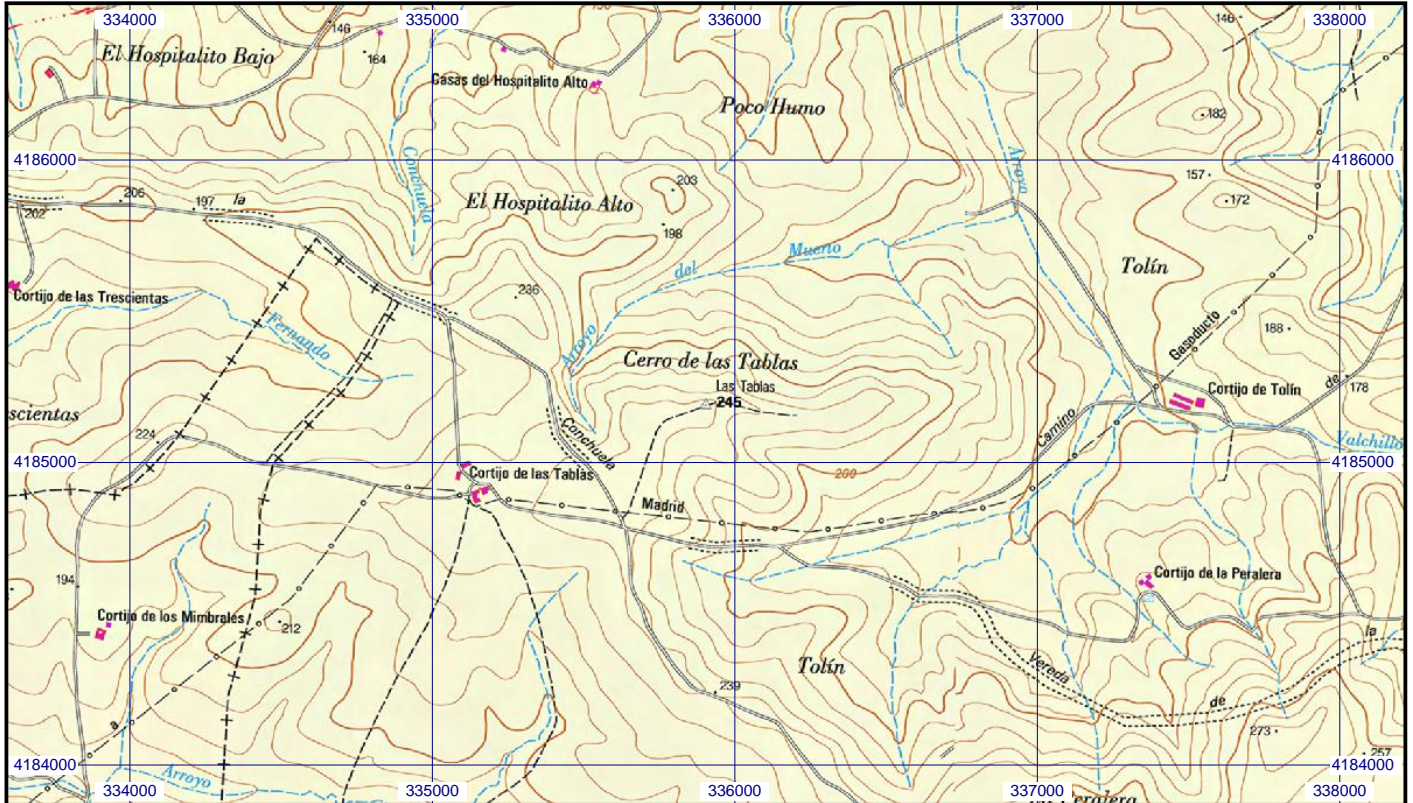 334000 335000 336000 337000 338000
El Hospitalito Bajo
146
164
Casas del Hospitalito Alto
Poco Humo
146
182
4186000 4186000
Conchuela
Arroyo
157
172
205
197
la
202
El Hospitalito Alto
203
198
del
Muerto
Tolín
Cortijo de las Trescientas
236
Fernando
Arroyo
Gasoducto
188
Cerro de las Tablas
Las Tablas
245
Cortijo de Tolín
de
178
scientas
224
Conchuela
Camino
Valchillo
4185000 4185000
Cortijo de las Tablas
260
Madrid
194
Cortijo de los Mimbrales
212
Cortijo de la Peralera
Tolín
239
Vereda
de
la
a
273
257
4184000 4184000
Arroyo
Peralera
334000 335000 336000 337000 338000